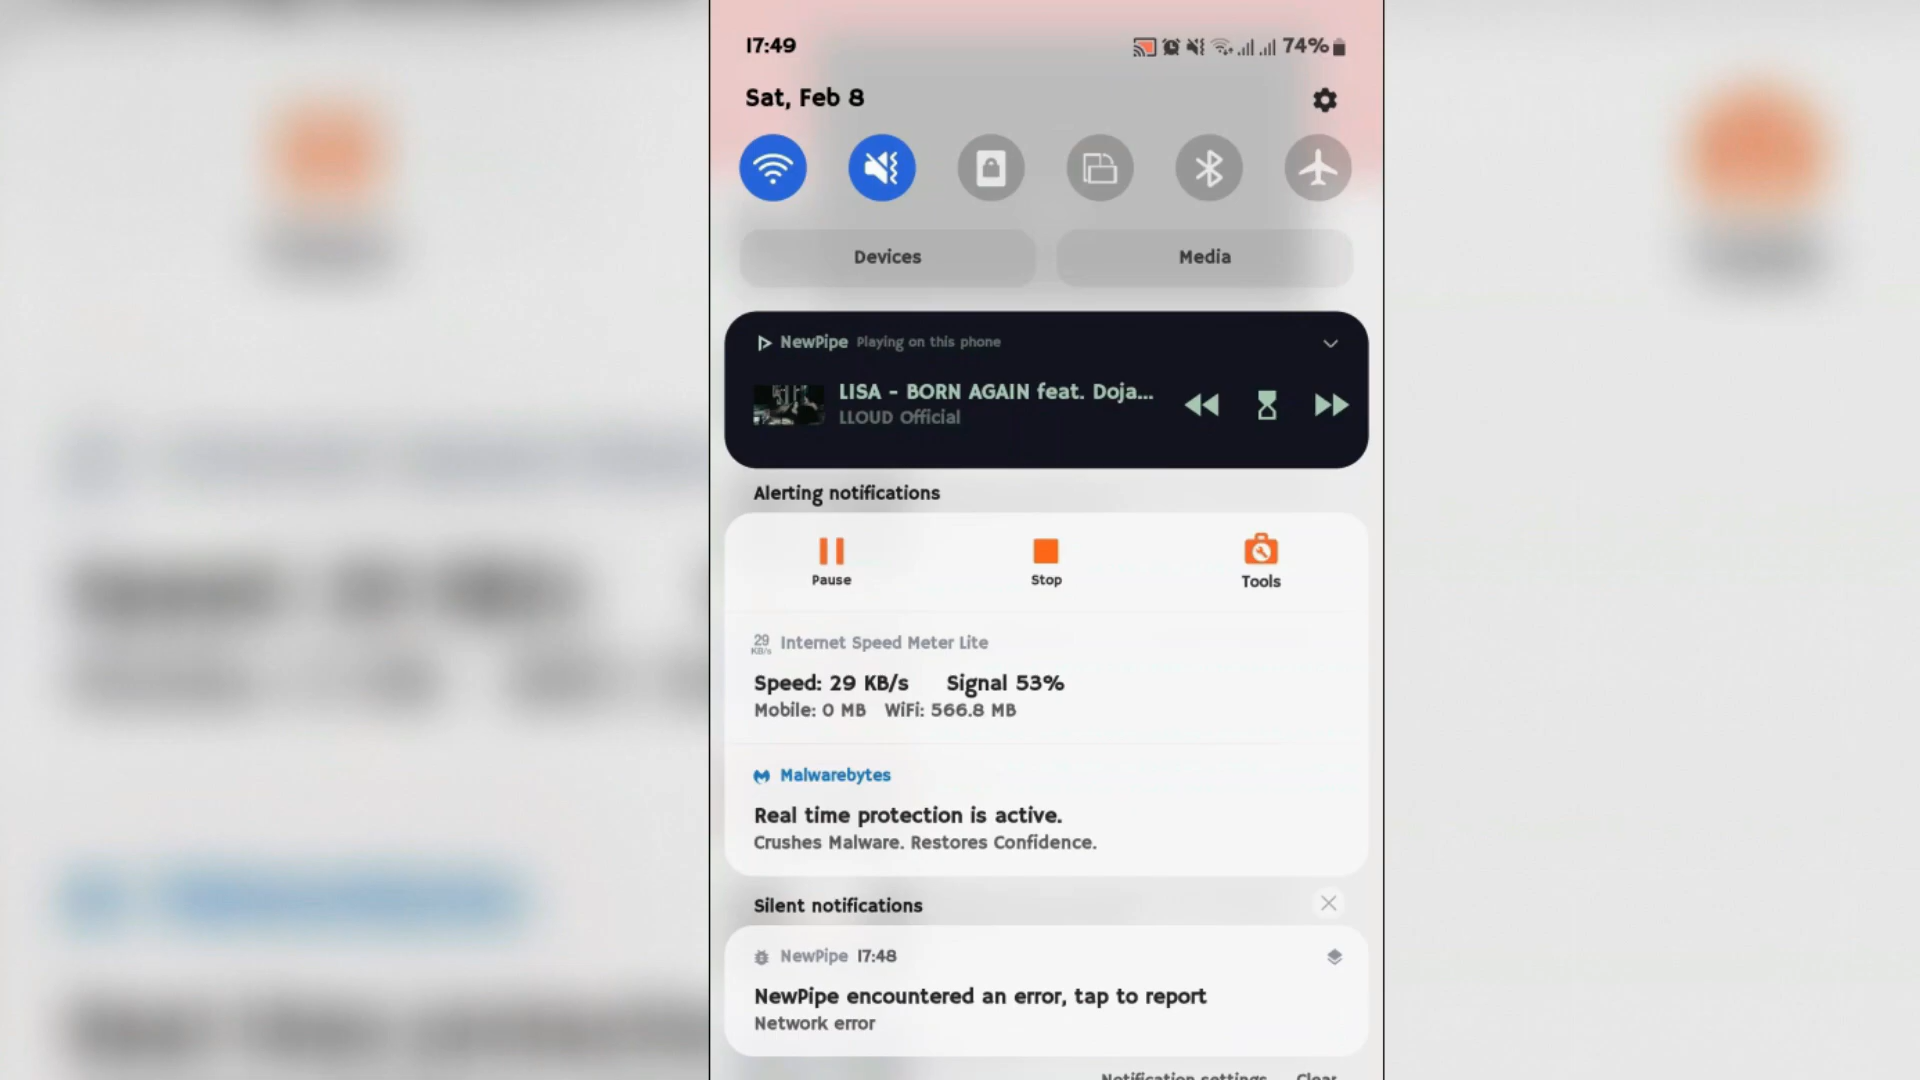 17:49
74%
Sat, Feb 8
Devices
Media
NewPipe Playing on this phone
LISA - BORN AGAIN feat. Doja...
LLOUD Official
Alerting notifications
Pause
Stop
Tools
29 KB/s Internet Speed Meter Lite
Speed: 29 KB/s Signal 53%
Mobile: 0 MB WiFi: 566.8 MB
Malwarebytes
Real time protection is active.
Crushes Malware. Restores Confidence.
Silent notifications
NewPipe 17:48
NewPipe encountered an error, tap to report
Network error
Notification settings Clear